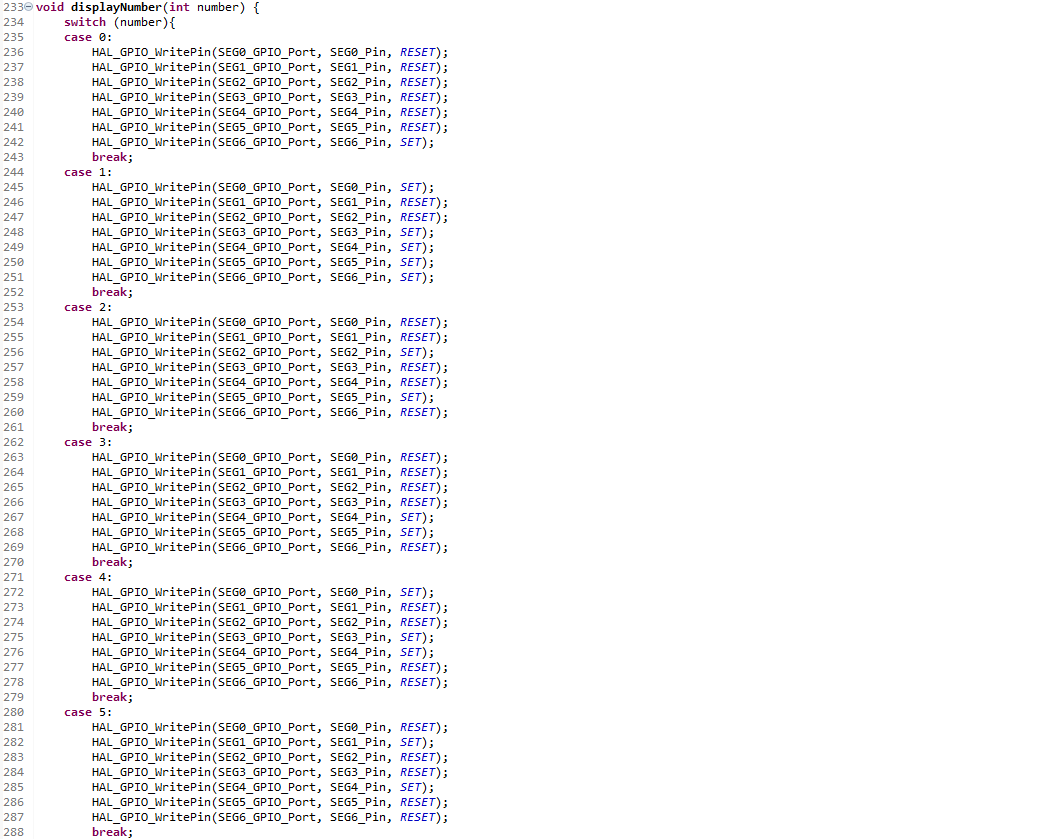 233 void displayNumber(int number) {
234     switch (number){
235     case 0:
236         HAL_GPIO_WritePin(SEG0_GPIO_Port, SEG0_Pin, RESET);
237         HAL_GPIO_WritePin(SEG1_GPIO_Port, SEG1_Pin, RESET);
238         HAL_GPIO_WritePin(SEG2_GPIO_Port, SEG2_Pin, RESET);
239         HAL_GPIO_WritePin(SEG3_GPIO_Port, SEG3_Pin, RESET);
240         HAL_GPIO_WritePin(SEG4_GPIO_Port, SEG4_Pin, RESET);
241         HAL_GPIO_WritePin(SEG5_GPIO_Port, SEG5_Pin, RESET);
242         HAL_GPIO_WritePin(SEG6_GPIO_Port, SEG6_Pin, SET);
243         break;
244     case 1:
245         HAL_GPIO_WritePin(SEG0_GPIO_Port, SEG0_Pin, SET);
246         HAL_GPIO_WritePin(SEG1_GPIO_Port, SEG1_Pin, RESET);
247         HAL_GPIO_WritePin(SEG2_GPIO_Port, SEG2_Pin, RESET);
248         HAL_GPIO_WritePin(SEG3_GPIO_Port, SEG3_Pin, SET);
249         HAL_GPIO_WritePin(SEG4_GPIO_Port, SEG4_Pin, SET);
250         HAL_GPIO_WritePin(SEG5_GPIO_Port, SEG5_Pin, SET);
251         HAL_GPIO_WritePin(SEG6_GPIO_Port, SEG6_Pin, SET);
252         break;
253     case 2:
254         HAL_GPIO_WritePin(SEG0_GPIO_Port, SEG0_Pin, RESET);
255         HAL_GPIO_WritePin(SEG1_GPIO_Port, SEG1_Pin, RESET);
256         HAL_GPIO_WritePin(SEG2_GPIO_Port, SEG2_Pin, SET);
257         HAL_GPIO_WritePin(SEG3_GPIO_Port, SEG3_Pin, RESET);
258         HAL_GPIO_WritePin(SEG4_GPIO_Port, SEG4_Pin, RESET);
259         HAL_GPIO_WritePin(SEG5_GPIO_Port, SEG5_Pin, SET);
260         HAL_GPIO_WritePin(SEG6_GPIO_Port, SEG6_Pin, RESET);
261         break;
262     case 3:
263         HAL_GPIO_WritePin(SEG0_GPIO_Port, SEG0_Pin, RESET);
264         HAL_GPIO_WritePin(SEG1_GPIO_Port, SEG1_Pin, RESET);
265         HAL_GPIO_WritePin(SEG2_GPIO_Port, SEG2_Pin, RESET);
266         HAL_GPIO_WritePin(SEG3_GPIO_Port, SEG3_Pin, RESET);
267         HAL_GPIO_WritePin(SEG4_GPIO_Port, SEG4_Pin, SET);
268         HAL_GPIO_WritePin(SEG5_GPIO_Port, SEG5_Pin, SET);
269         HAL_GPIO_WritePin(SEG6_GPIO_Port, SEG6_Pin, RESET);
270         break;
271     case 4:
272         HAL_GPIO_WritePin(SEG0_GPIO_Port, SEG0_Pin, SET);
273         HAL_GPIO_WritePin(SEG1_GPIO_Port, SEG1_Pin, RESET);
274         HAL_GPIO_WritePin(SEG2_GPIO_Port, SEG2_Pin, RESET);
275         HAL_GPIO_WritePin(SEG3_GPIO_Port, SEG3_Pin, SET);
276         HAL_GPIO_WritePin(SEG4_GPIO_Port, SEG4_Pin, SET);
277         HAL_GPIO_WritePin(SEG5_GPIO_Port, SEG5_Pin, RESET);
278         HAL_GPIO_WritePin(SEG6_GPIO_Port, SEG6_Pin, RESET);
279         break;
280     case 5:
281         HAL_GPIO_WritePin(SEG0_GPIO_Port, SEG0_Pin, RESET);
282         HAL_GPIO_WritePin(SEG1_GPIO_Port, SEG1_Pin, SET);
283         HAL_GPIO_WritePin(SEG2_GPIO_Port, SEG2_Pin, RESET);
284         HAL_GPIO_WritePin(SEG3_GPIO_Port, SEG3_Pin, RESET);
285         HAL_GPIO_WritePin(SEG4_GPIO_Port, SEG4_Pin, SET);
286         HAL_GPIO_WritePin(SEG5_GPIO_Port, SEG5_Pin, RESET);
287         HAL_GPIO_WritePin(SEG6_GPIO_Port, SEG6_Pin, RESET);
288         break;